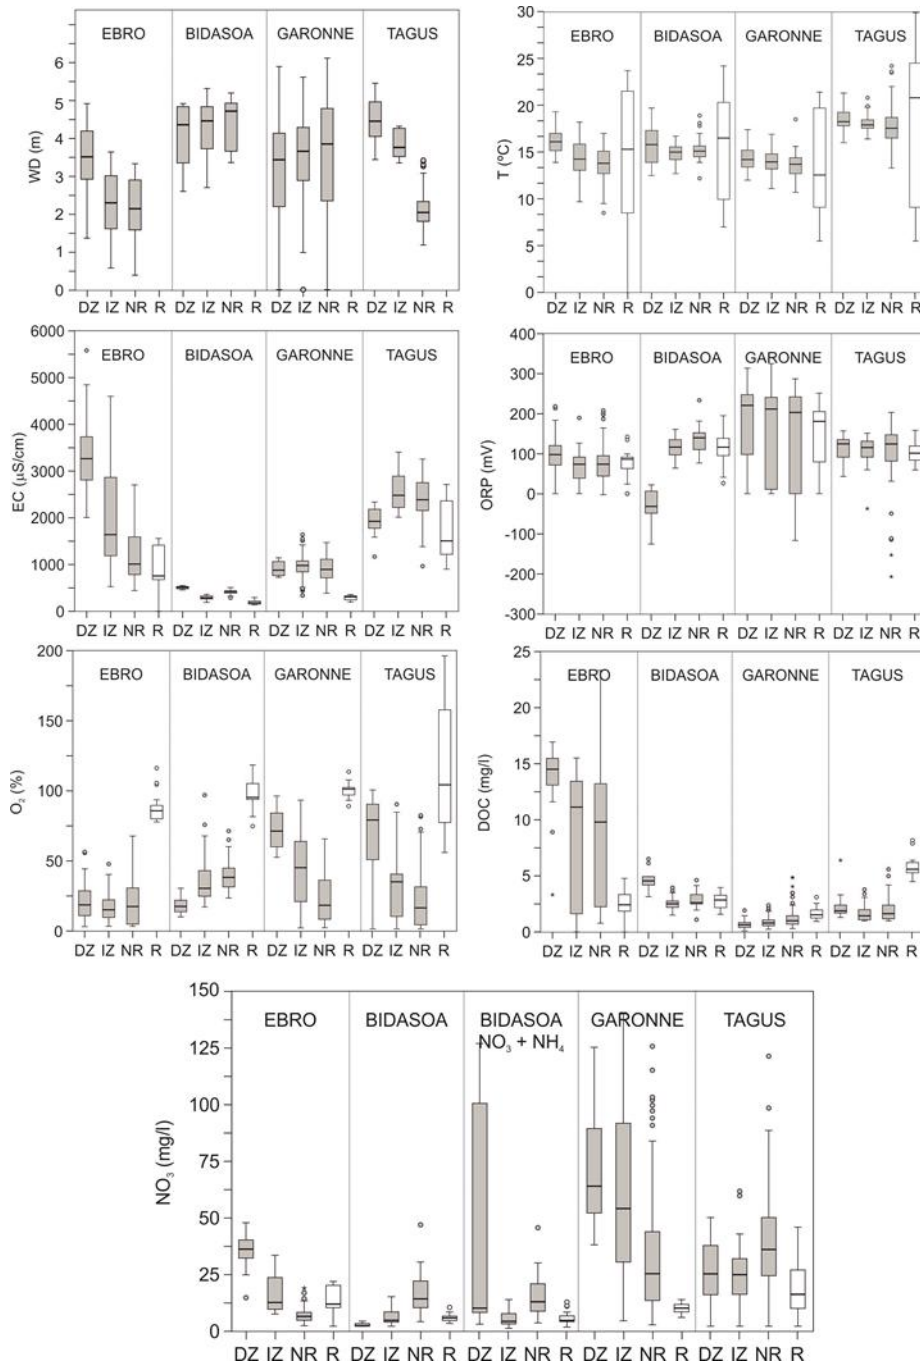 EBRO BIDASOA GARONNE TAGUS
WD (m)
6
5
4
3
2
1
0
DZ IZ NR R DZ IZ NR R DZ IZ NR R DZ IZ NR R
EBRO BIDASOA GARONNE TAGUS
T (ºC)
30
25
20
15
10
5
0
DZ IZ NR R DZ IZ NR R DZ IZ NR R DZ IZ NR R
EBRO BIDASOA GARONNE TAGUS
EC (µS/cm)
6000
5000
4000
3000
2000
1000
0
DZ IZ NR R DZ IZ NR R DZ IZ NR R DZ IZ NR R
EBRO BIDASOA GARONNE TAGUS
ORP (mV)
400
300
200
100
0
-100
-200
-300
DZ IZ NR R DZ IZ NR R DZ IZ NR R DZ IZ NR R
EBRO BIDASOA GARONNE TAGUS
O₂ (%)
200
150
100
50
0
DZ IZ NR R DZ IZ NR R DZ IZ NR R DZ IZ NR R
EBRO BIDASOA GARONNE TAGUS
DOC (mg/l)
25
20
15
10
5
0
DZ IZ NR R DZ IZ NR R DZ IZ NR R DZ IZ NR R
EBRO BIDASOA BIDASOA GARONNE TAGUS
NO₃ + NH₄
NO₃ (mg/l)
150
125
100
75
50
25
0
DZ IZ NR R DZ IZ NR R DZ IZ NR R DZ IZ NR R DZ IZ NR R